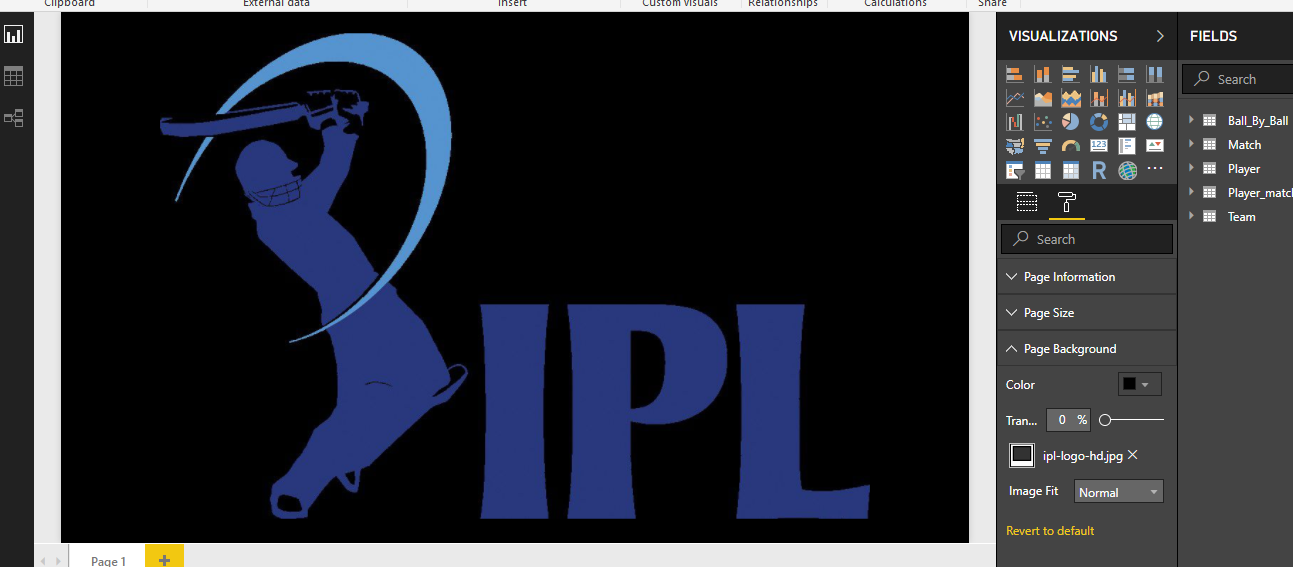 Clipboard External data Insert Custom visuals Relationships Calculations Share
VISUALIZATIONS
FIELDS
Search
Ball_By_Ball
Match
Player
Player_matc
Team
123
R
Search
Page Information
Page Size
Page Background
Color
Tran... 0 %
ipl-logo-hd.jpg
Image Fit Normal
Revert to default
IPL
Page 1